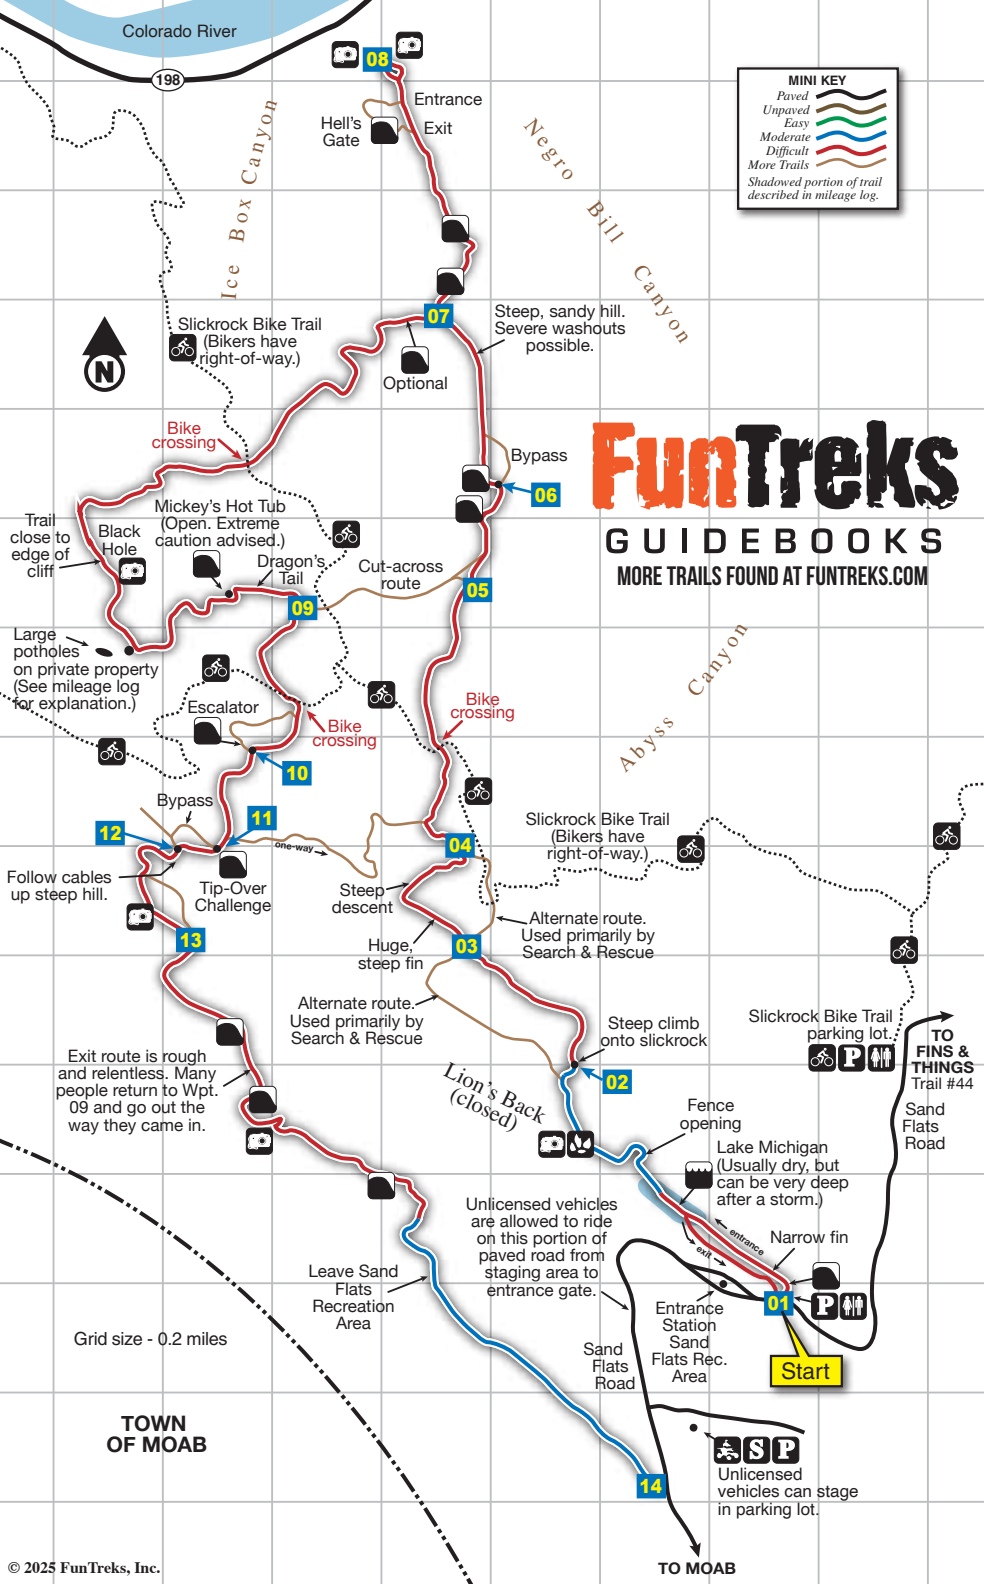 Colorado River
198
08
Entrance
Exit
Hell's
Gate
Ice Box Canyon
Negro Bill Canyon
MINI KEY
Paved
Unpaved
Easy
Moderate
Difficult
More Trails
Shadowed portion of trail
described in mileage log.
07
Steep, sandy hill.
Severe washouts
possible.
Slickrock Bike Trail
(Bikers have
right-of-way.)
N
Optional
Bike
crossing
Bypass
06
FunTreks
GUIDEBOOKS
MORE TRAILS FOUND AT FUNTREKS.COM
Trail
close to
edge of
cliff
Black
Hole
Mickey's Hot Tub
(Open. Extreme
caution advised.)
Dragon's
Tail
Cut-across
route
09
05
Large
potholes
on private property
(See mileage log
for explanation.)
Abyss Canyon
Escalator
Bike
crossing
Bike
crossing
10
Bypass
11
12
one-way
04
Slickrock Bike Trail
(Bikers have
right-of-way.)
Follow cables
up steep hill.
Tip-Over
Challenge
Steep
descent
Alternate route.
Used primarily by
Search & Rescue
13
Huge,
steep fin
03
Alternate route.
Used primarily by
Search & Rescue
Steep climb
onto slickrock
Slickrock Bike Trail
parking lot.
P
TO
FINS &
THINGS
Trail #44
Exit route is rough
and relentless. Many
people return to Wpt.
09 and go out the
way they came in.
Lion's Back
(closed)
02
Fence
opening
Sand
Flats
Road
Lake Michigan
(Usually dry, but
can be very deep
after a storm.)
Unlicensed vehicles
are allowed to ride
on this portion of
paved road from
staging area to
entrance gate.
entrance
exit
Narrow fin
Leave Sand
Flats
Recreation
Area
01
P
Entrance
Station
Sand
Flats Rec.
Area
Start
Grid size - 0.2 miles
Sand
Flats
Road
TOWN
OF MOAB
S P
Unlicensed
vehicles can stage
in parking lot.
14
© 2025 FunTreks, Inc.
TO MOAB